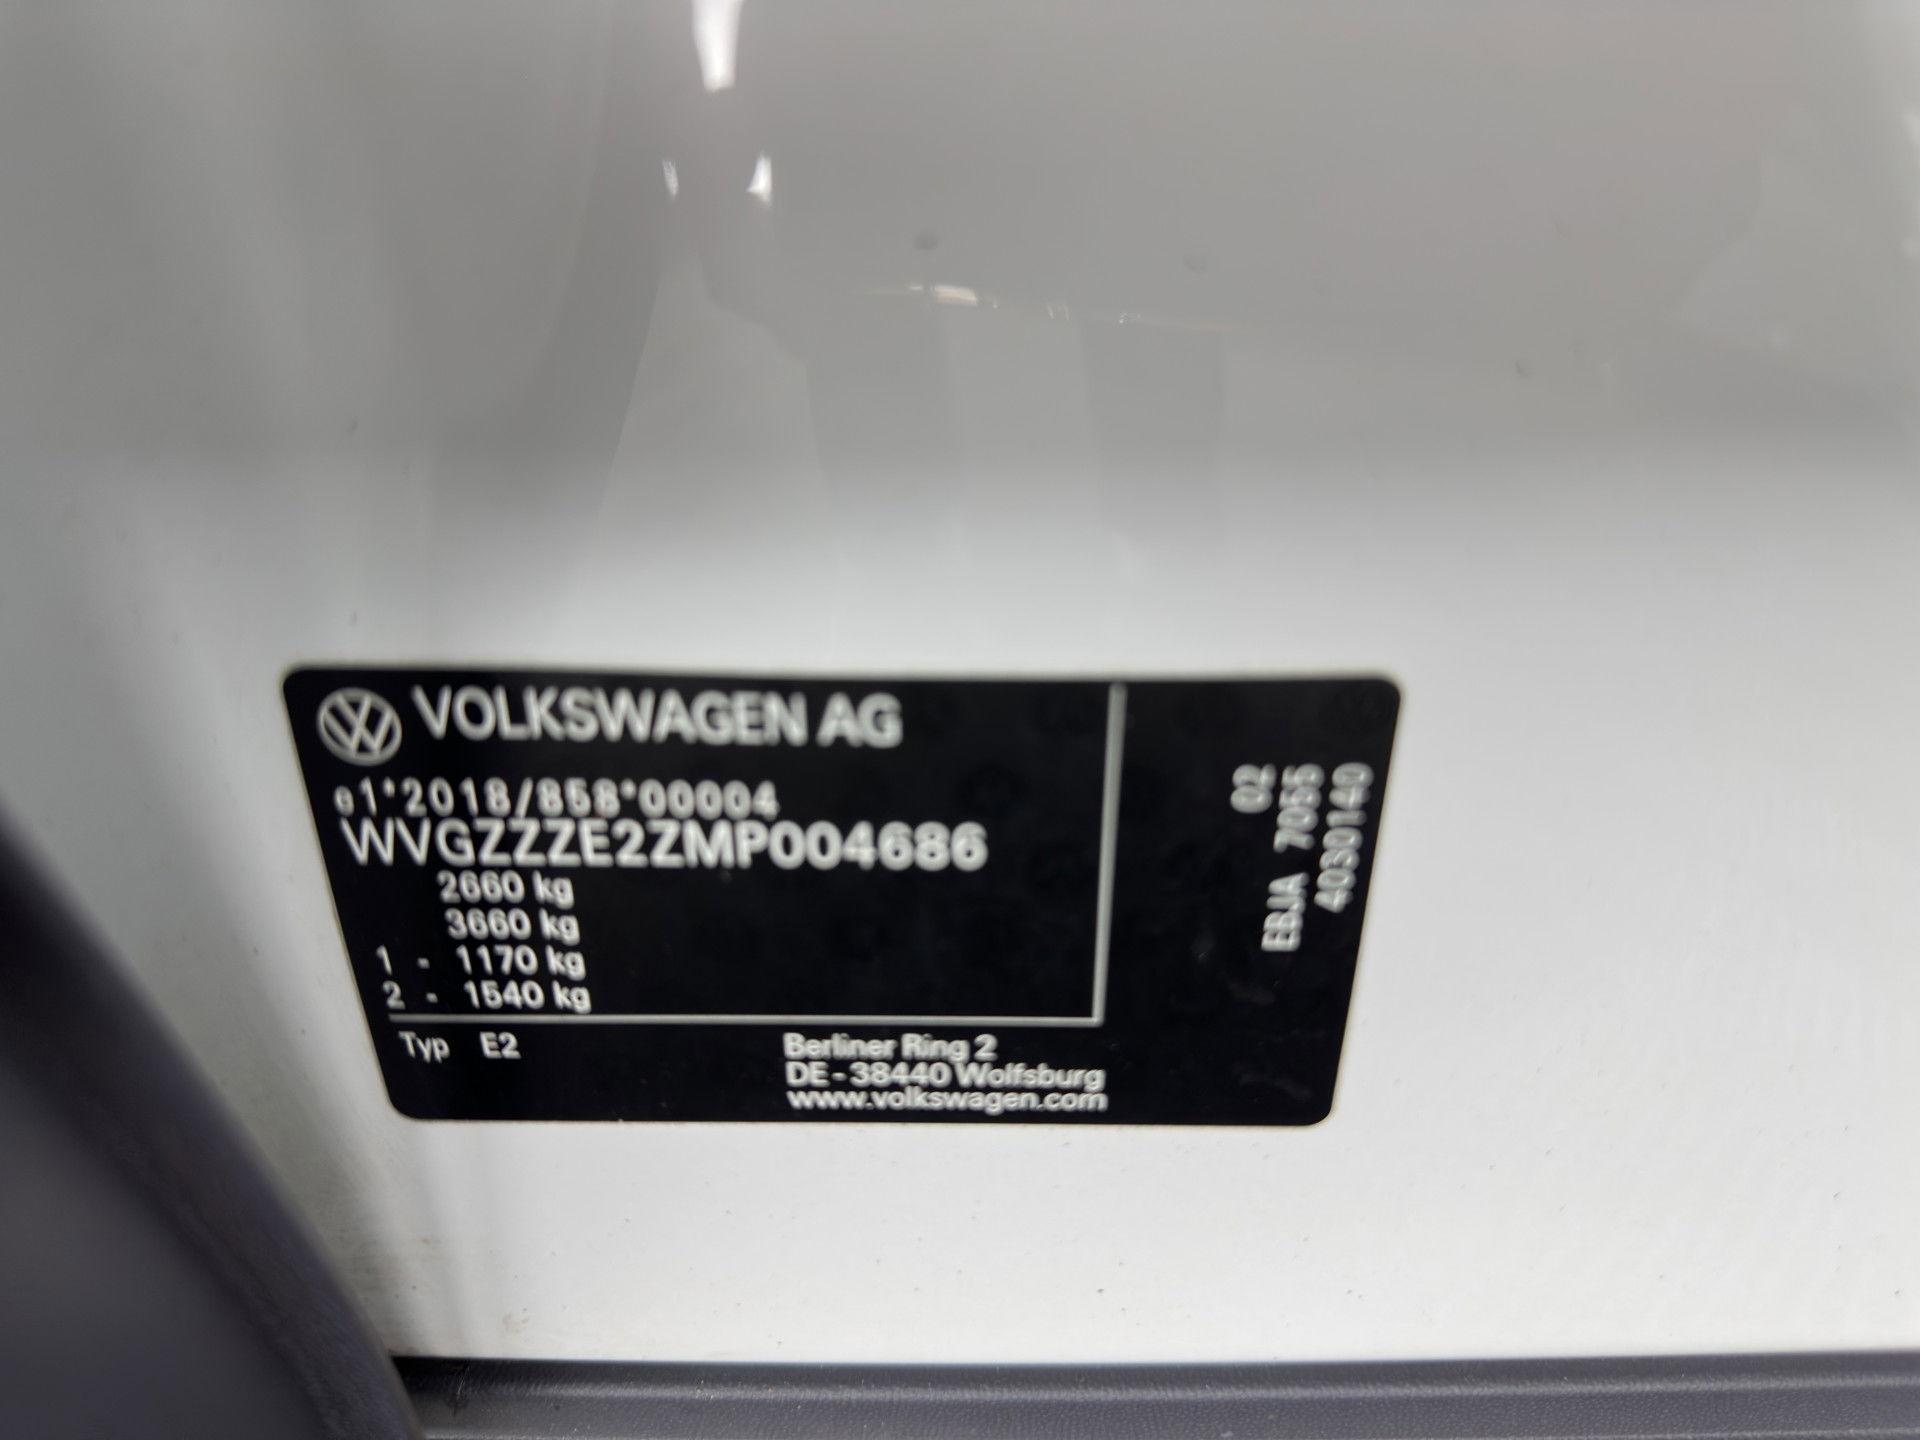 VOLKSWAGEN AG
e1*2018/858*00004
WVGZZZE2ZMP004686
2660 kg
3660 kg
1 - 1170 kg
2 - 1540 kg
Typ E2
Berliner Ring 2
DE-38440 Wolfsburg
www.volkswagen.com
02
EBJA 7055
4030140